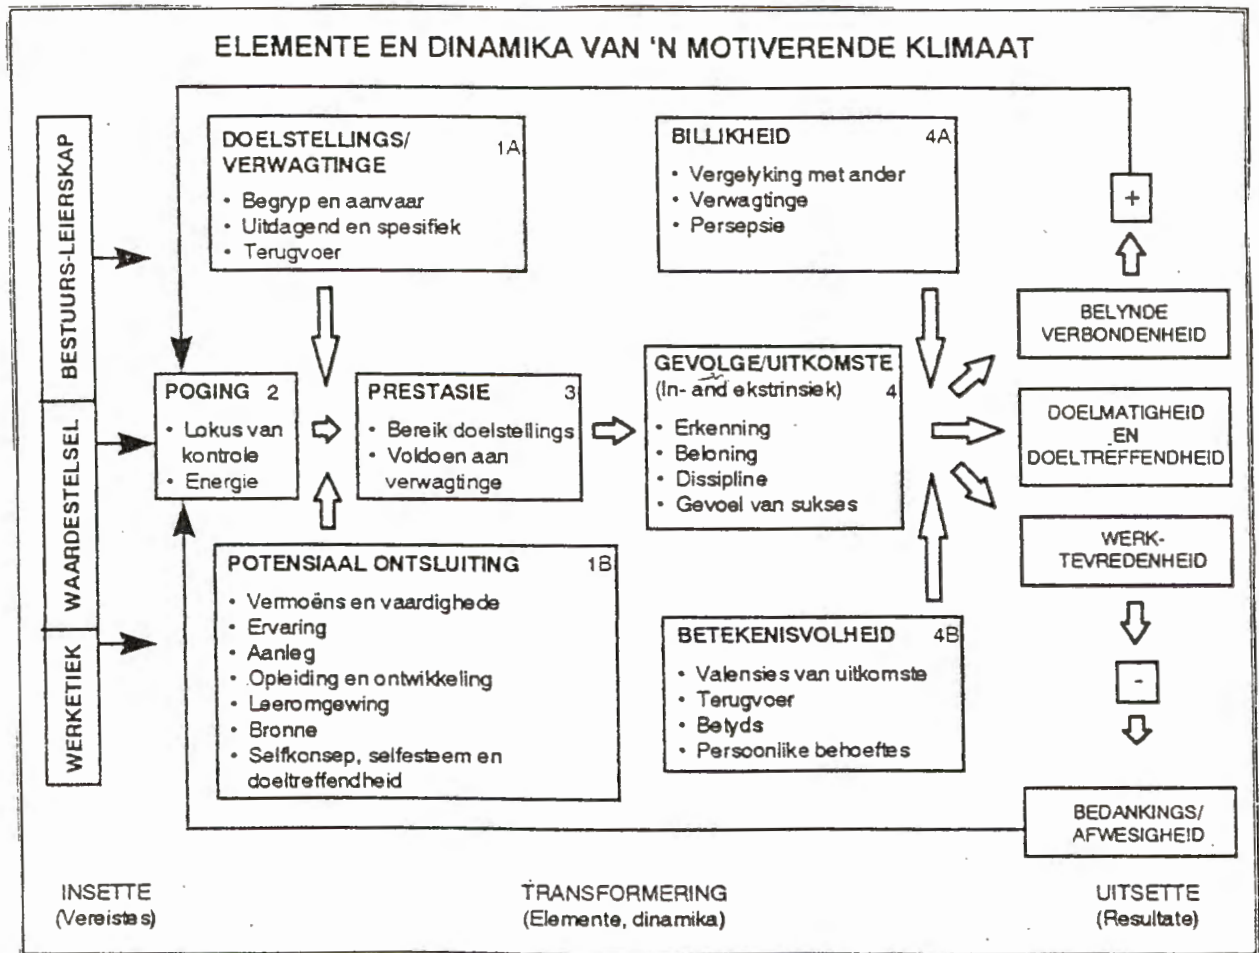 ELEMENTE EN DINAMIKA VAN 'N MOTIVERENDE KLIMAAT
BESTUURS-LEIERSKAP
WAARDESTELSEL
WERKETIEK
DOELSTELLINGS/ 1A
VERWAGTINGE
• Begryp en aanvaar
• Uitdagend en spesifiek
• Terugvoer
BILLIKHEID 4A
• Vergelyking met ander
• Verwagtinge
• Persepsie
+
BELYNDE
VERBONDENHEID
POGING 2
• Lokus van
kontrole
• Energie
PRESTASIE 3
• Bereik doelstellings
• Voldoen aan
verwagtinge
GEVOLGE/UITKOMSTE
(In- and ekstrinsiek) 4
• Erkenning
• Beloning
• Dissipline
• Gevoel van sukses
DOELMATIGHEID
EN
DOELTREFFENDHEID
WERK-
TEVREDENHEID
POTENSIAAL ONTSLUITING 1B
• Vermoëns en vaardighede
• Ervaring
• Aanleg
• Opleiding en ontwikkeling
• Leeromgewing
• Bronne
• Selfkonsep, selfesteem en
doeltreffendheid
BETEKENISVOLHEID 4B
• Valensies van uitkomste
• Terugvoer
• Betyds
• Persoonlike behoeftes
-
BEDANKINGS/
AFWESIGHEID
INSETTE
(Vereistes)
TRANSFORMERING
(Elemente, dinamika)
UITSETTE
(Resultate)